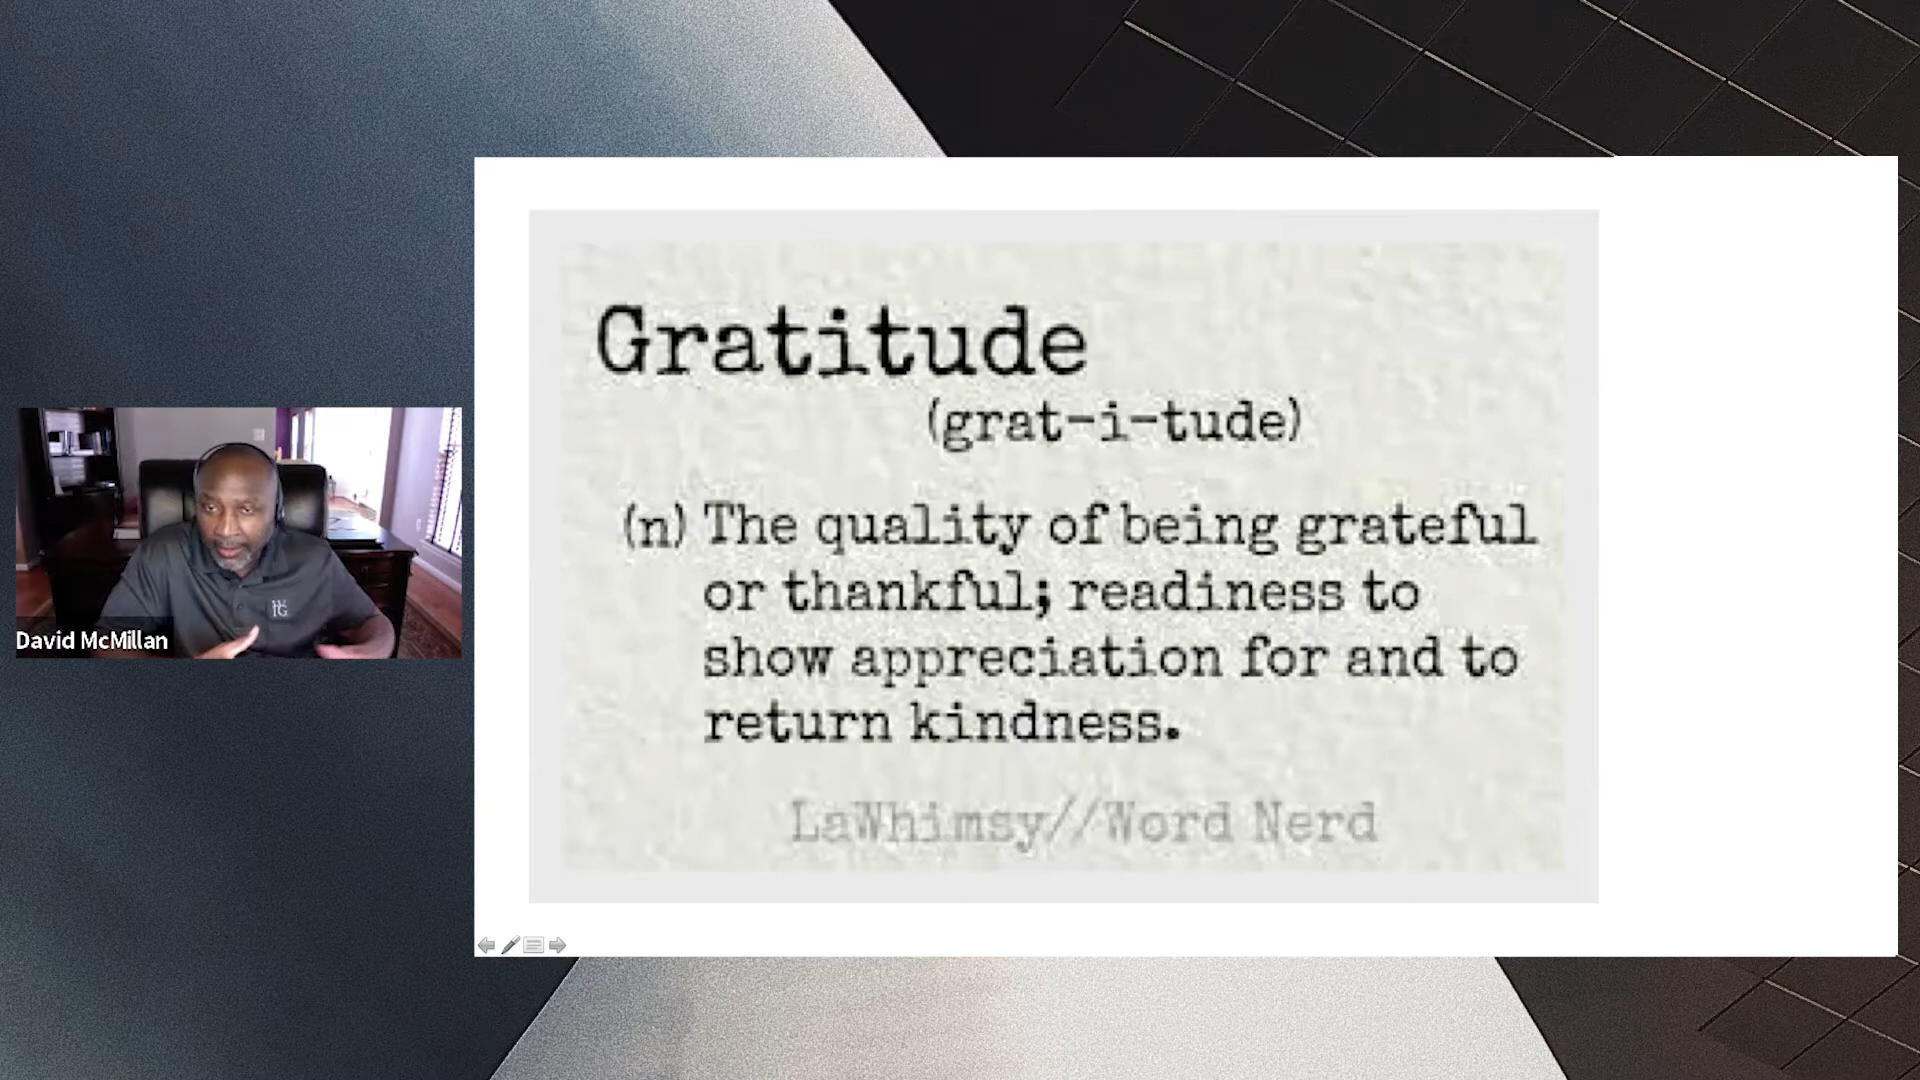 Gratitude
(grat-i-tude)
(n) The quality of being grateful
or thankful; readiness to
show appreciation for and to
return kindness.
LaWhimsy//Word Nerd
David McMillan